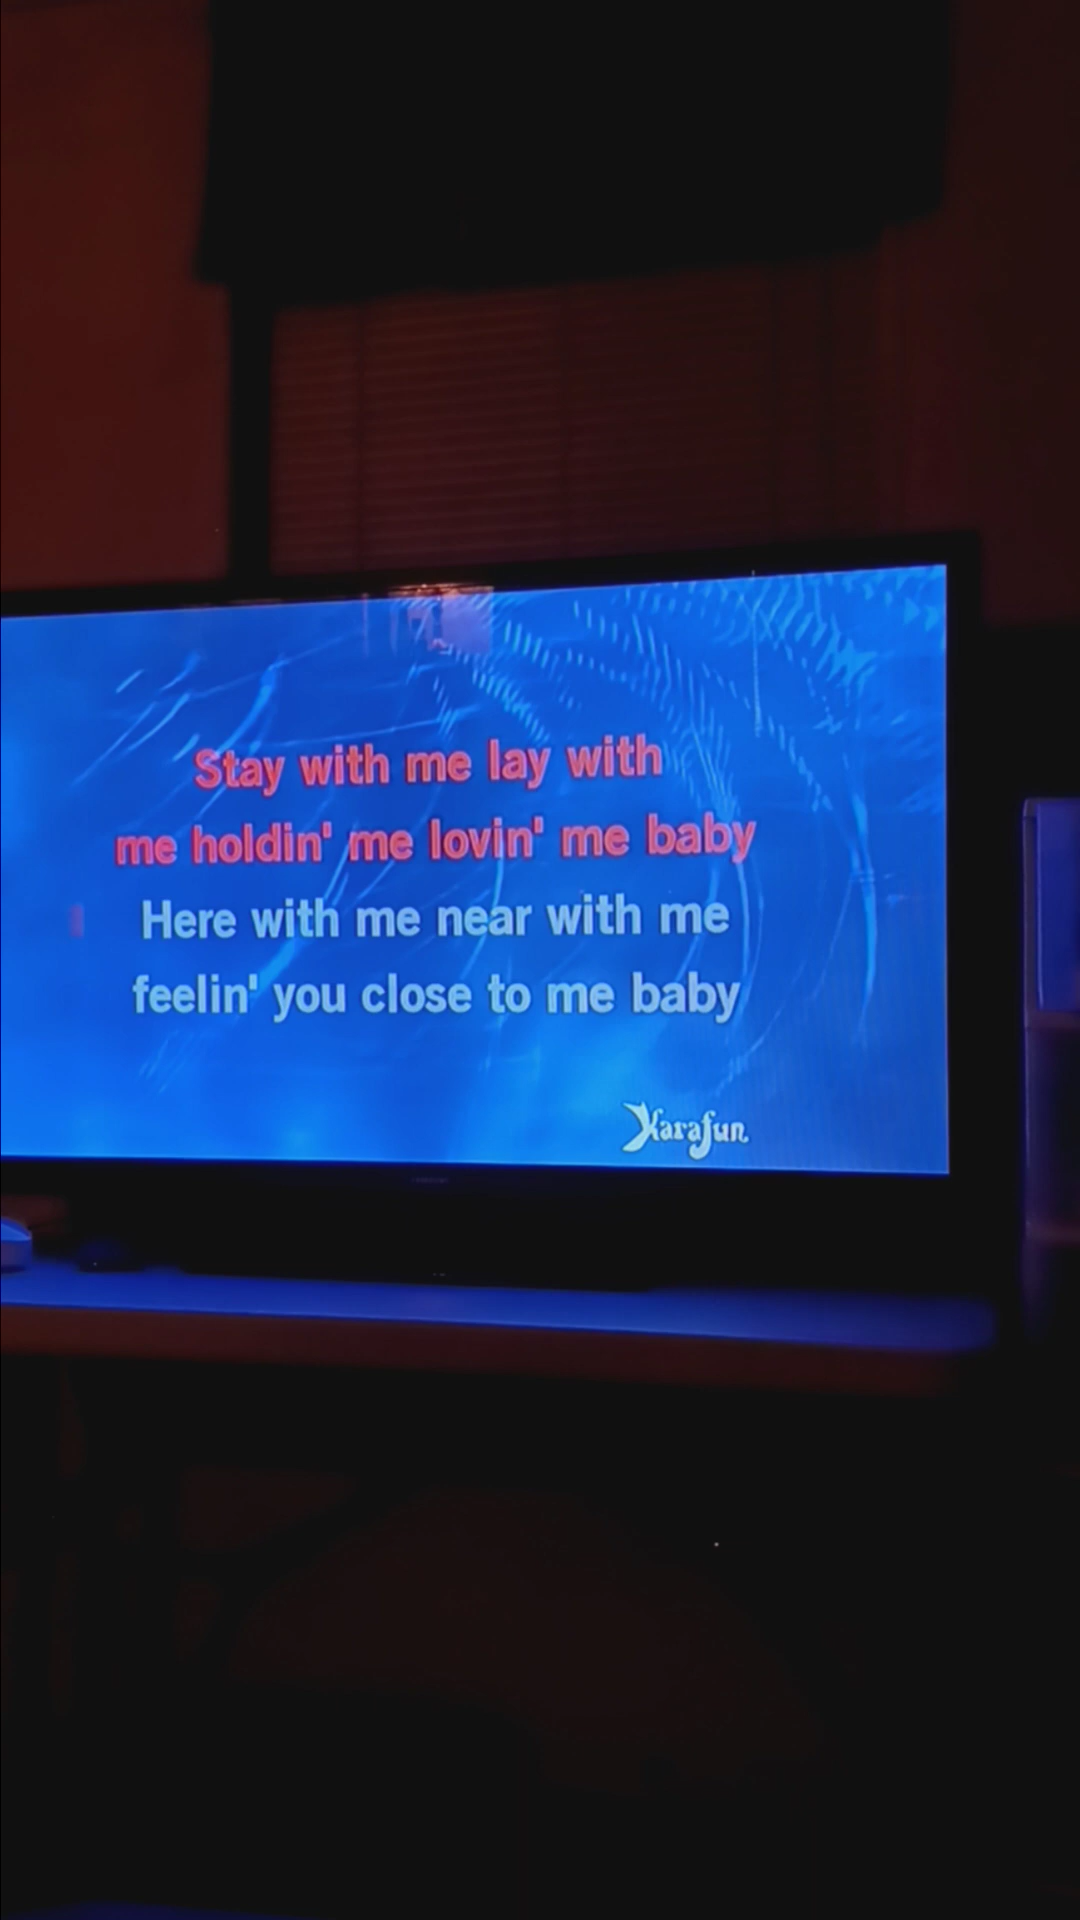 Stay with me lay with
me holdin' me lovin' me baby
Here with me near with me
feelin' you close to me baby
Karafun